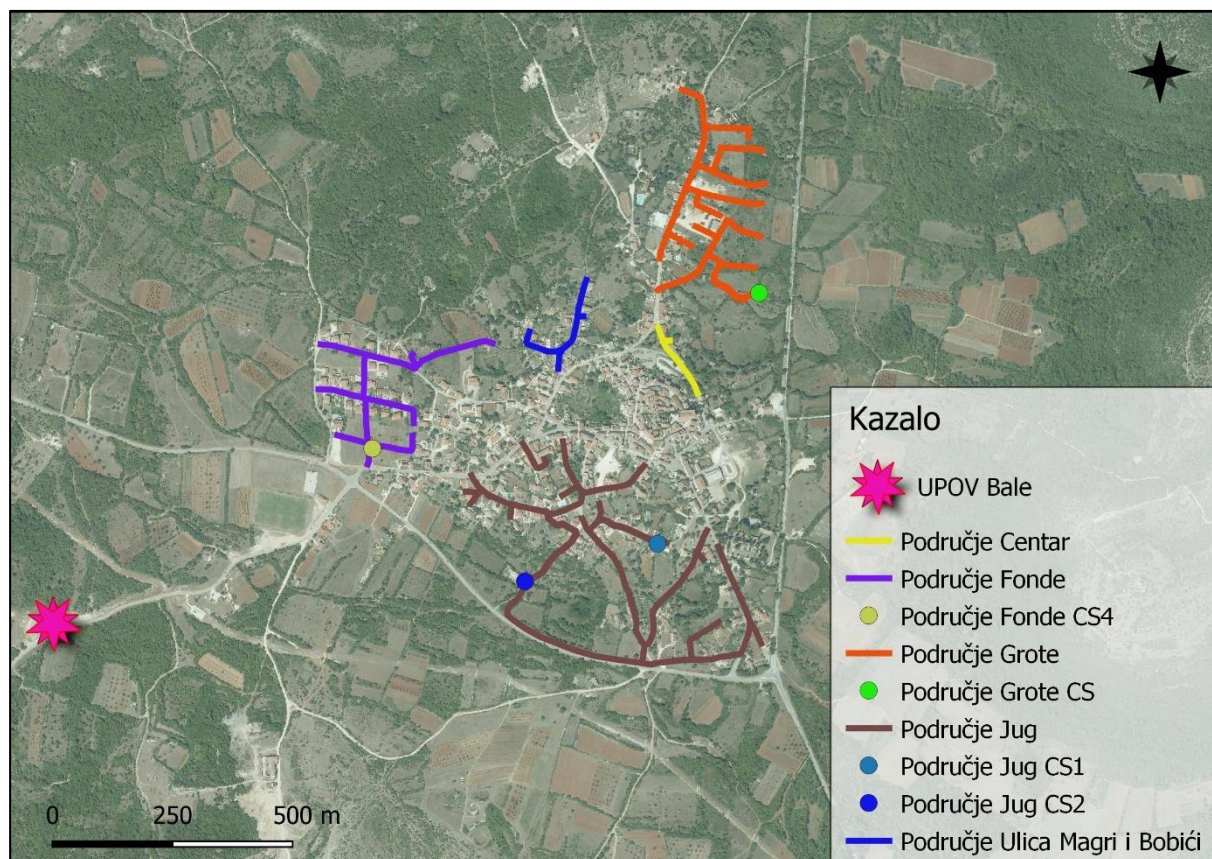 Kazalo
UPOV Bale
Područje Centar
Područje Fonde
Područje Fonde CS4
Područje Grote
Područje Grote CS
Područje Jug
Područje Jug CS1
Područje Jug CS2
Područje Ulica Magri i Bobići
0 250 500 m